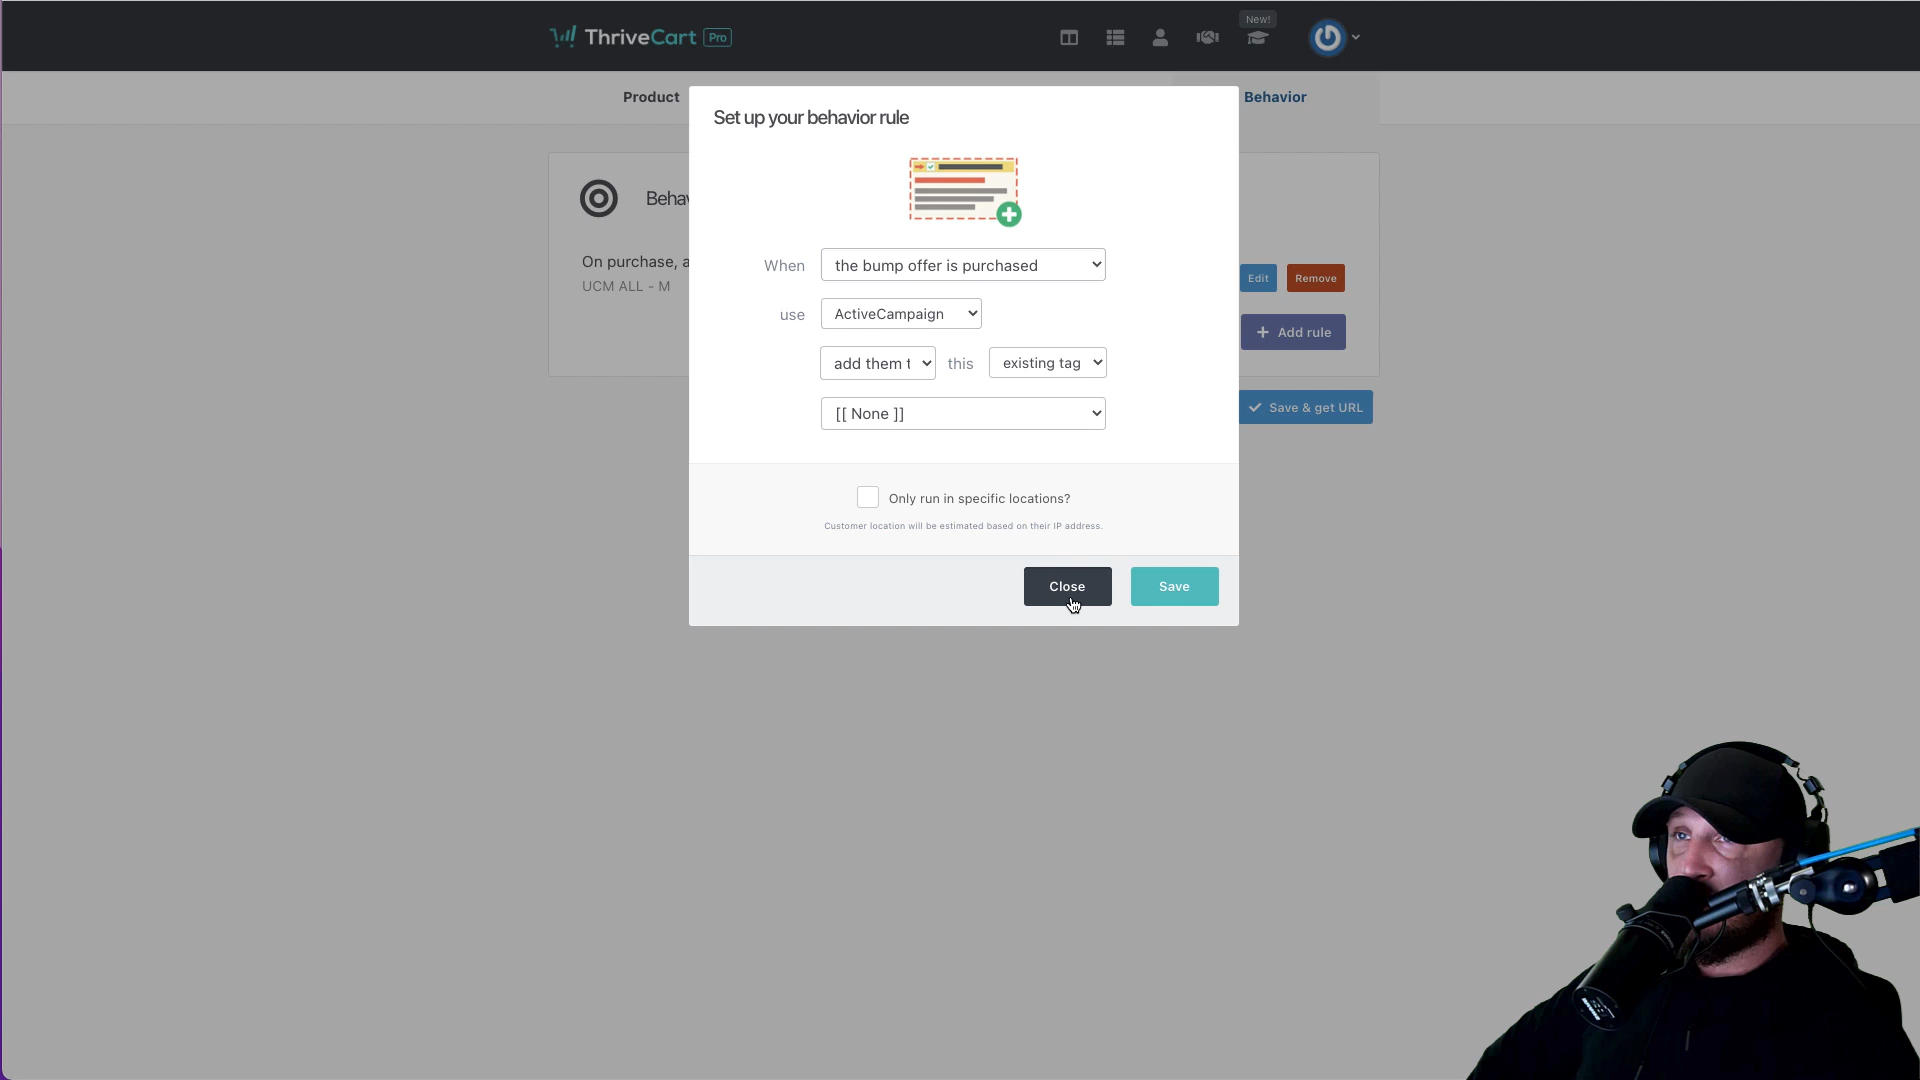 New!
ThriveCart Pro
Product
Behavior
Set up your behavior rule
Behav
When the bump offer is purchased
On purchase, a
Edit Remove
UCM ALL - M
use ActiveCampaign
+ Add rule
add them t this existing tag
[[ None ]]
Save & get URL
Only run in specific locations?
Customer location will be estimated based on their IP address.
Close Save